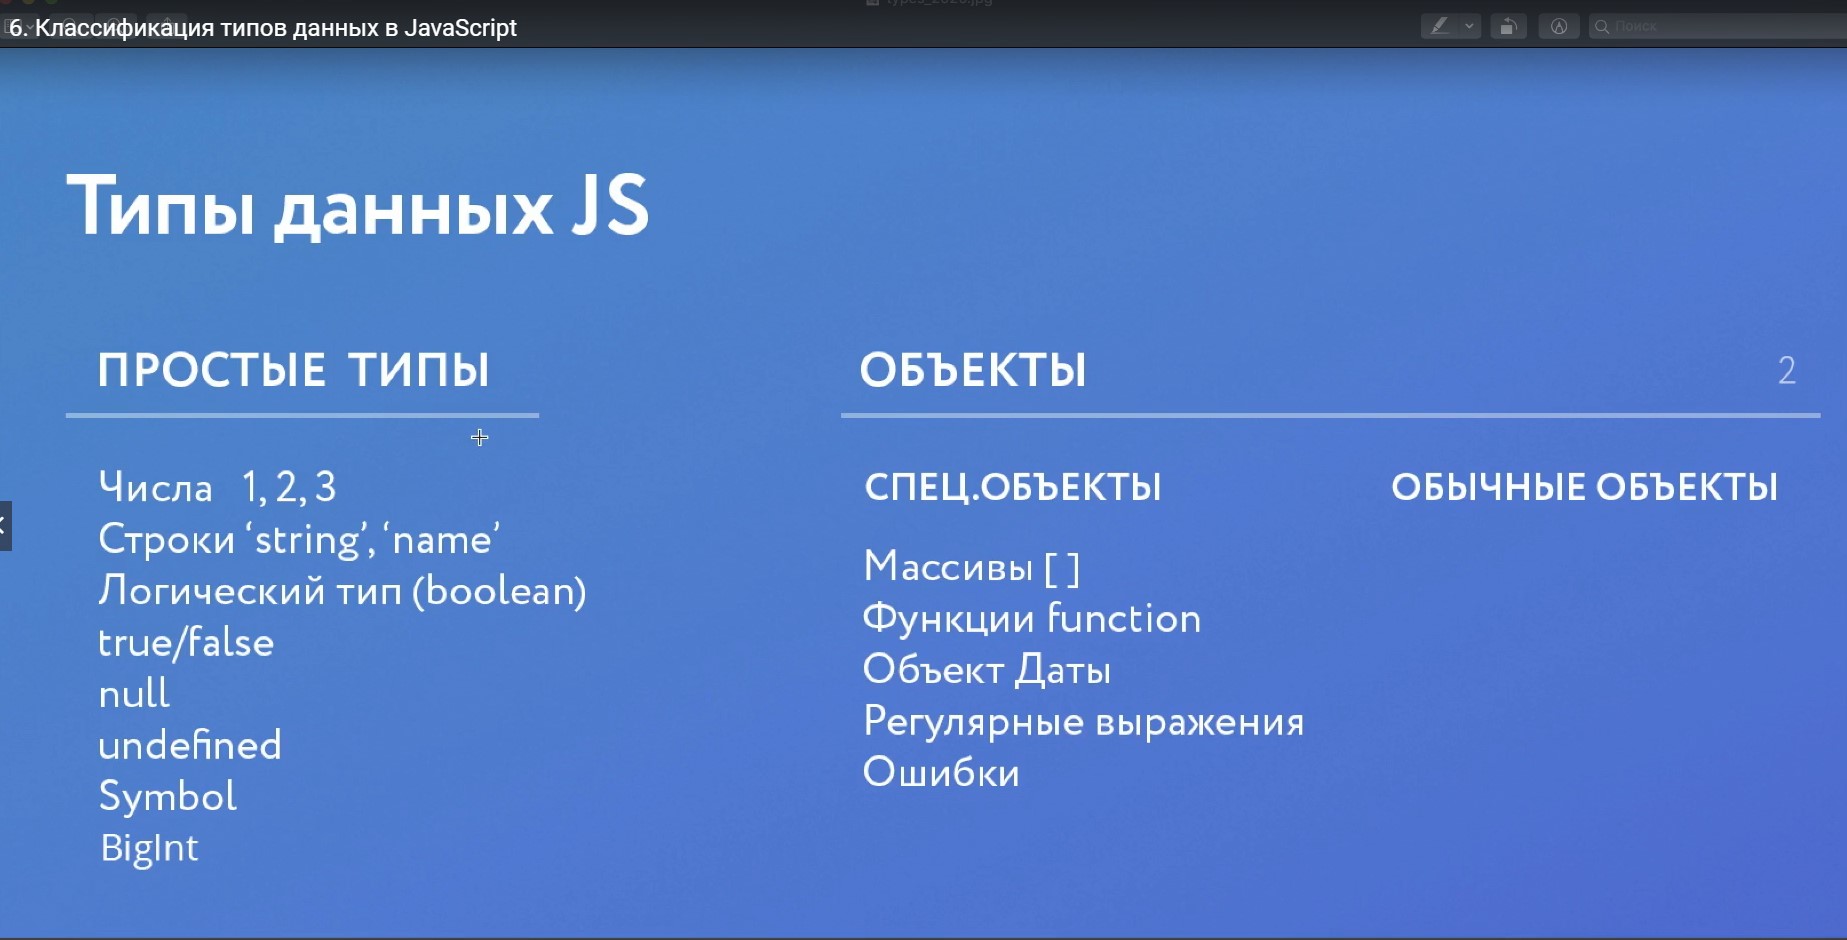 6. Классификация типов данных в JavaScript
Поиск
Типы данных JS
ПРОСТЫЕ ТИПЫ
Числа 1, 2, 3
Строки ‘string’, ‘name’
Логический тип (boolean)
true/false
null
undefined
Symbol
BigInt
ОБЪЕКТЫ
2
СПЕЦ.ОБЪЕКТЫ
Массивы [ ]
Функции function
Объект Даты
Регулярные выражения
Ошибки
ОБЫЧНЫЕ ОБЪЕКТЫ